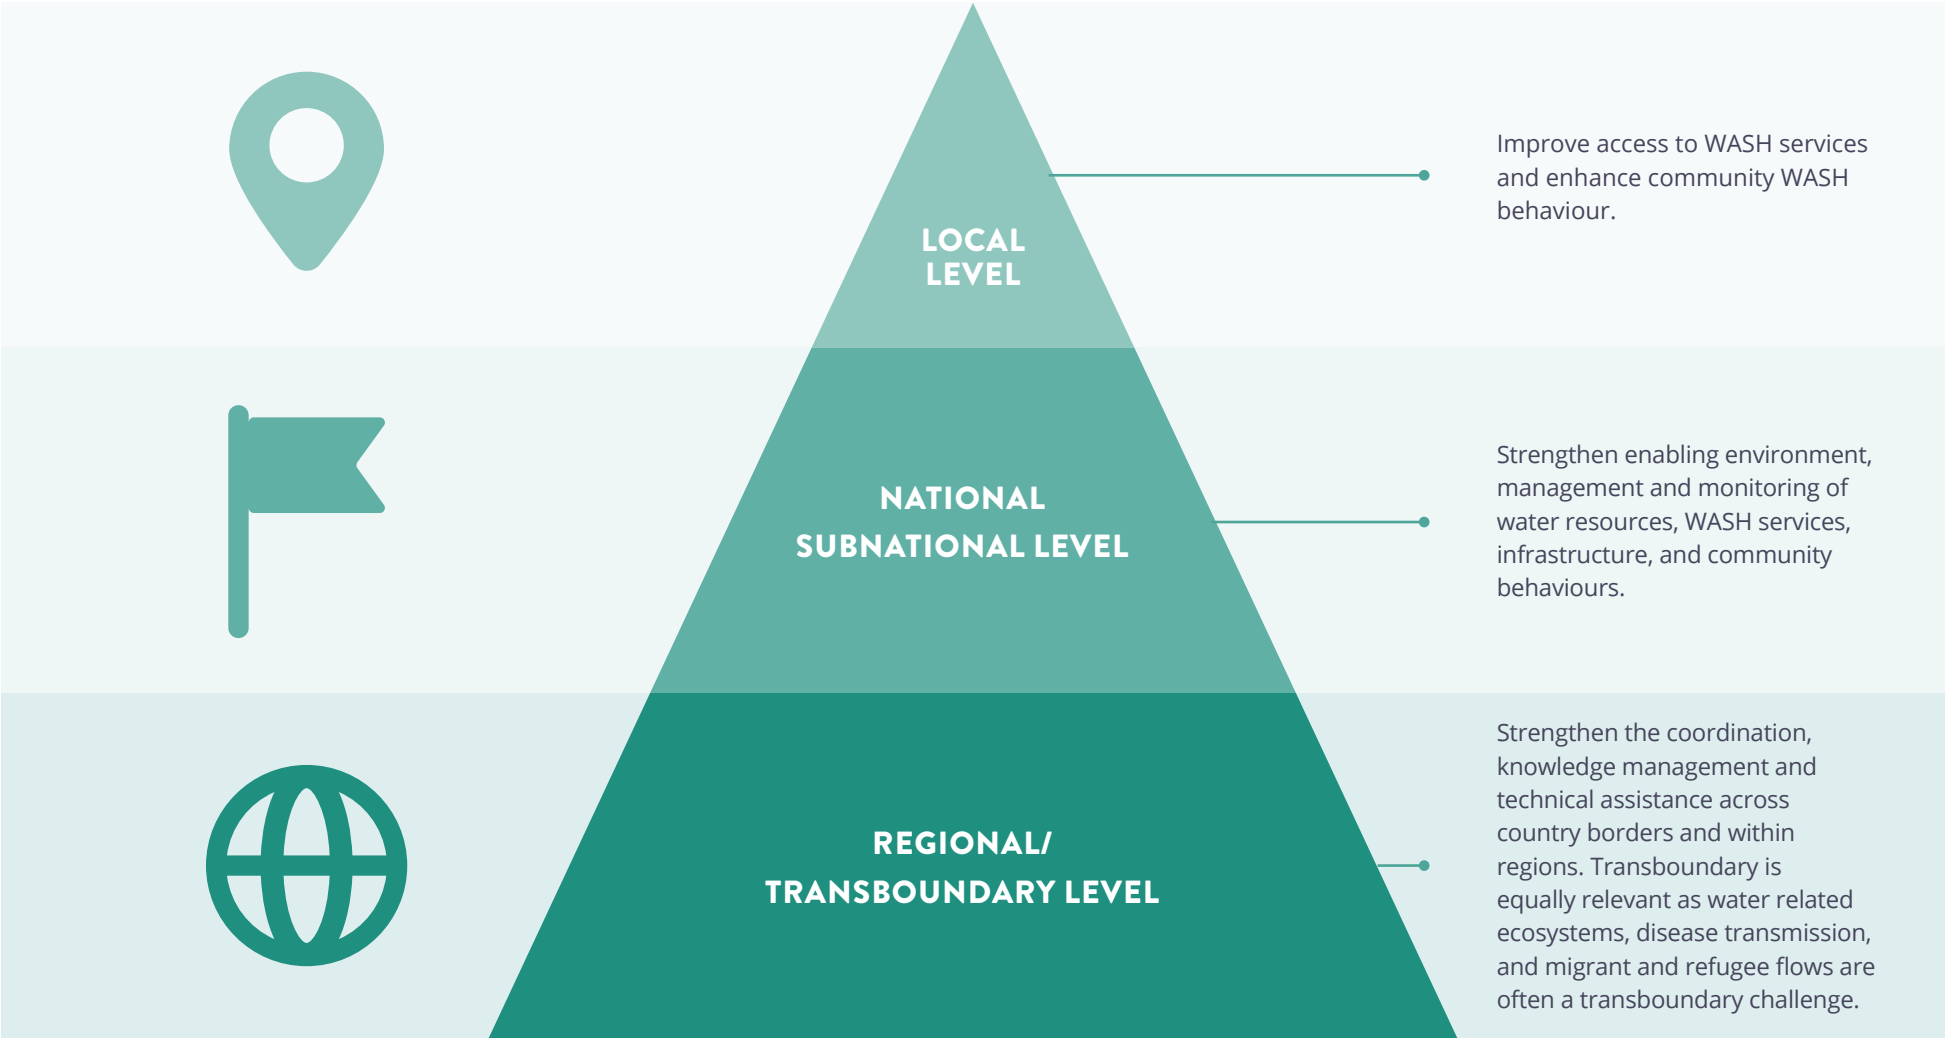 LOCAL
LEVEL
Improve access to WASH services
and enhance community WASH
behaviour.
NATIONAL
SUBNATIONAL LEVEL
Strengthen enabling environment,
management and monitoring of
water resources, WASH services,
infrastructure, and community
behaviours.
REGIONAL/
TRANSBOUNDARY LEVEL
Strengthen the coordination,
knowledge management and
technical assistance across
country borders and within
regions. Transboundary is
equally relevant as water related
ecosystems, disease transmission,
and migrant and refugee flows are
often a transboundary challenge.